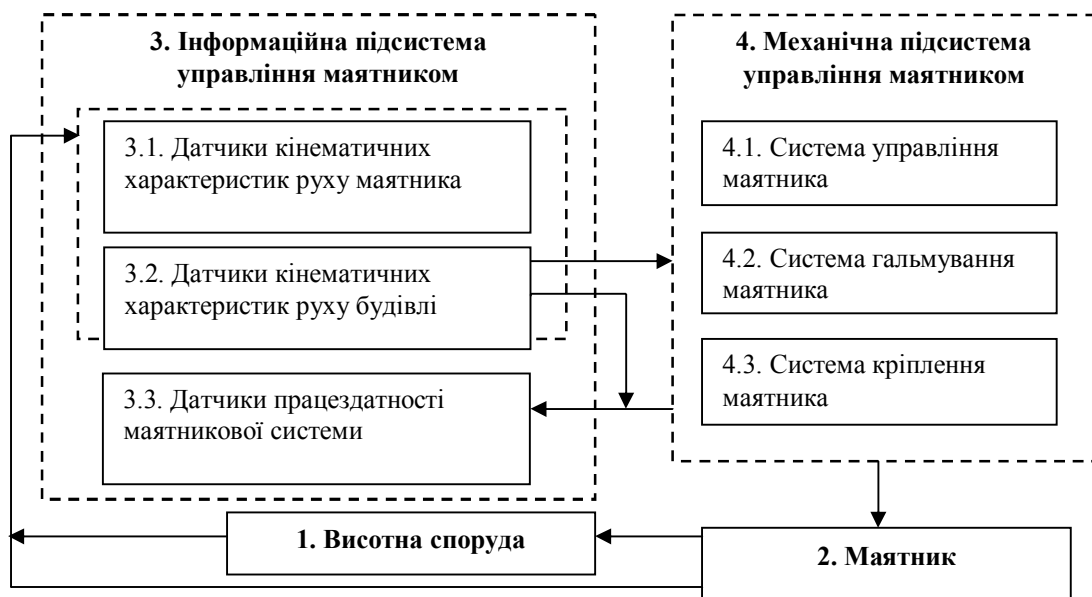 3. Інформаційна підсистема
управління маятником
3.1. Датчики кінематичних
характеристик руху маятника
3.2. Датчики кінематичних
характеристик руху будівлі
3.3. Датчики працездатності
маятникової системи
4. Механічна підсистема
управління маятником
4.1. Система управління
маятника
4.2. Система гальмування
маятника
4.3. Система кріплення
маятника
1. Висотна споруда
2. Маятник